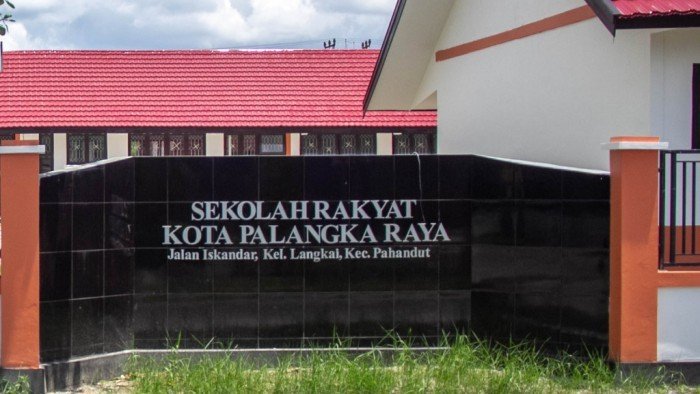 SEKOLAH RAKYAT
KOTA PALANGKA RAYA
Jalan Iskandar, Kel. Langkai, Kec. Pahandut